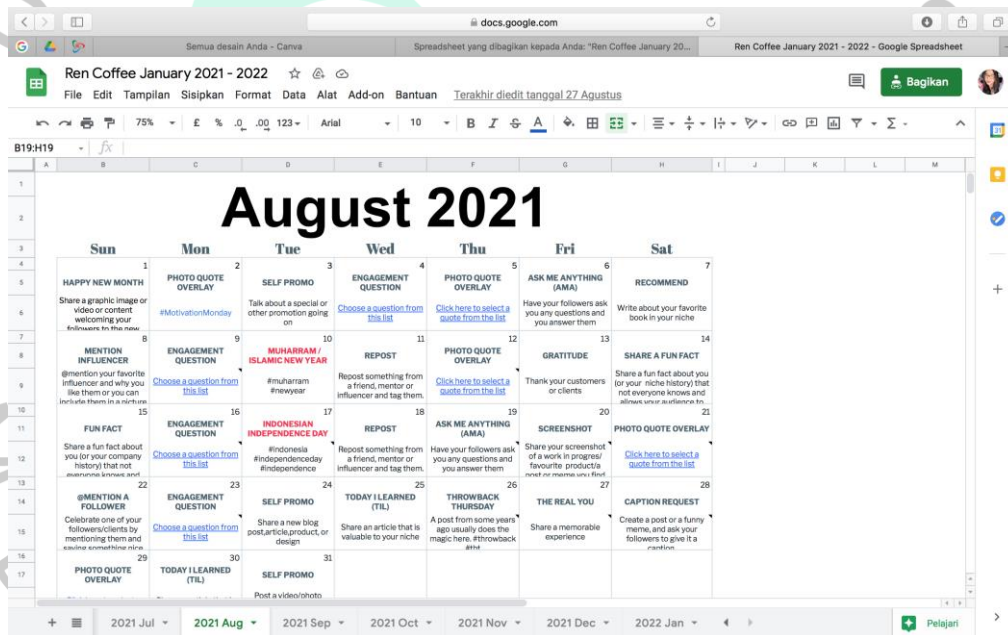 docs.google.com
Semua desain Anda - Canva
Spreadsheet yang dibagikan kepada Anda: "Ren Coffee January 20...
Ren Coffee January 2021 - 2022 - Google Spreadsheet
Ren Coffee January 2021 - 2022
Bagikan
File Edit Tampilan Sisipkan Format Data Alat Add-on Bantuan Terakhir diedit tanggal 27 Agustus
75% £ % .0 .00 123 Arial 10 B I S A
B19:H19 fx
A B C D E F G H I J K L M
1
2 August 2021
3 Sun Mon Tue Wed Thu Fri Sat
4 1 2 3 4 5 6 7
5 HAPPY NEW MONTH
PHOTO QUOTE
OVERLAY
SELF PROMO
ENGAGEMENT
QUESTION
PHOTO QUOTE
OVERLAY
ASK ME ANYTHING
(AMA)
RECOMMEND
6 Share a graphic image or
video or content
welcoming your
followers to the new
#MotivationMonday
Talk about a special or
other promotion going
on
Choose a question from
this list
Click here to select a
quote from the list
Have your followers ask
you any questions and
you answer them
Write about your favorite
book in your niche
7 8 9 10 11 12 13 14
8 MENTION
INFLUENCER
ENGAGEMENT
QUESTION
MUHARRAM /
ISLAMIC NEW YEAR
REPOST
PHOTO QUOTE
OVERLAY
GRATITUDE
SHARE A FUN FACT
9 @mention your favorite
influencer and why you
like them or you can
include them in a picture
Choose a question from
this list
#muharram
#newyear
Repost something from
a friend, mentor or
influencer and tag them.
Click here to select a
quote from the list
Thank your customers
or clients
Share a fun fact about you
(or your niche history) that
not everyone knows and
allows your audience to
10 15 16 17 18 19 20 21
11 FUN FACT
ENGAGEMENT
QUESTION
INDONESIAN
INDEPENDENCE DAY
REPOST
ASK ME ANYTHING
(AMA)
SCREENSHOT
PHOTO QUOTE OVERLAY
12 Share a fun fact about
you (or your company
history) that not
everyone knows and
Choose a question from
this list
#indonesia
#independenceday
#independence
Repost something from
a friend, mentor or
influencer and tag them.
Have your followers ask
you any questions and
you answer them
Share your screenshot
of a work in progres/
favourite product/a
post or meme you find
Click here to select a
quote from the list
13 22 23 24 25 26 27 28
14 @MENTION A
FOLLOWER
ENGAGEMENT
QUESTION
SELF PROMO
TODAY I LEARNED
(TIL)
THROWBACK
THURSDAY
THE REAL YOU
CAPTION REQUEST
15 Celebrate one of your
followers/clients by
mentioning them and
saying something nice
Choose a question from
this list
Share a new blog
post,article,product, or
design
Share an article that is
valuable to your niche
A post from some years
ago usually does the
magic here. #throwback
#tbt
Share a memorable
experience
Create a post or a funny
meme, and ask your
followers to give it a
caption
16 29 30 31
17 PHOTO QUOTE
OVERLAY
TODAY I LEARNED
(TIL)
SELF PROMO
Post a video/photo
2021 Jul 2021 Aug 2021 Sep 2021 Oct 2021 Nov 2021 Dec 2022 Jan Pelajari